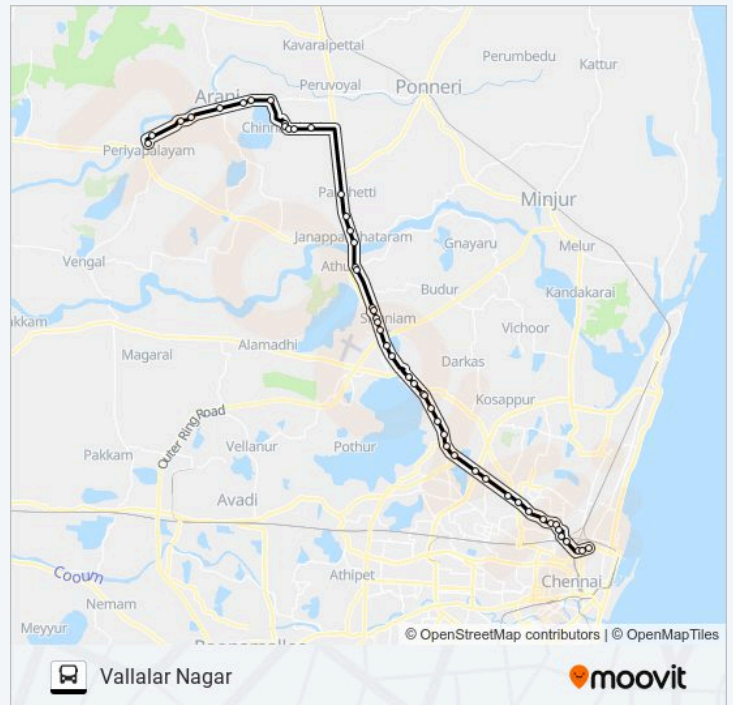 Kavaraipettai
Perumbedu
Kattur
Peruvoyal
Ponneri
Arani
Periyapalayam
Minjur
Gnayaru
Melur
Vengal
Budur
Kandakarai
Vichoor
Magaral
Alamadhi
Darkas
Kosappur
Outer Ring Road
Vellanur
Pothur
Pakkam
Avadi
Cooum
Athipet
Chennai
Nemam
Meyyur
© OpenStreetMap contributors | © OpenMapTiles
Vallalar Nagar
moovit